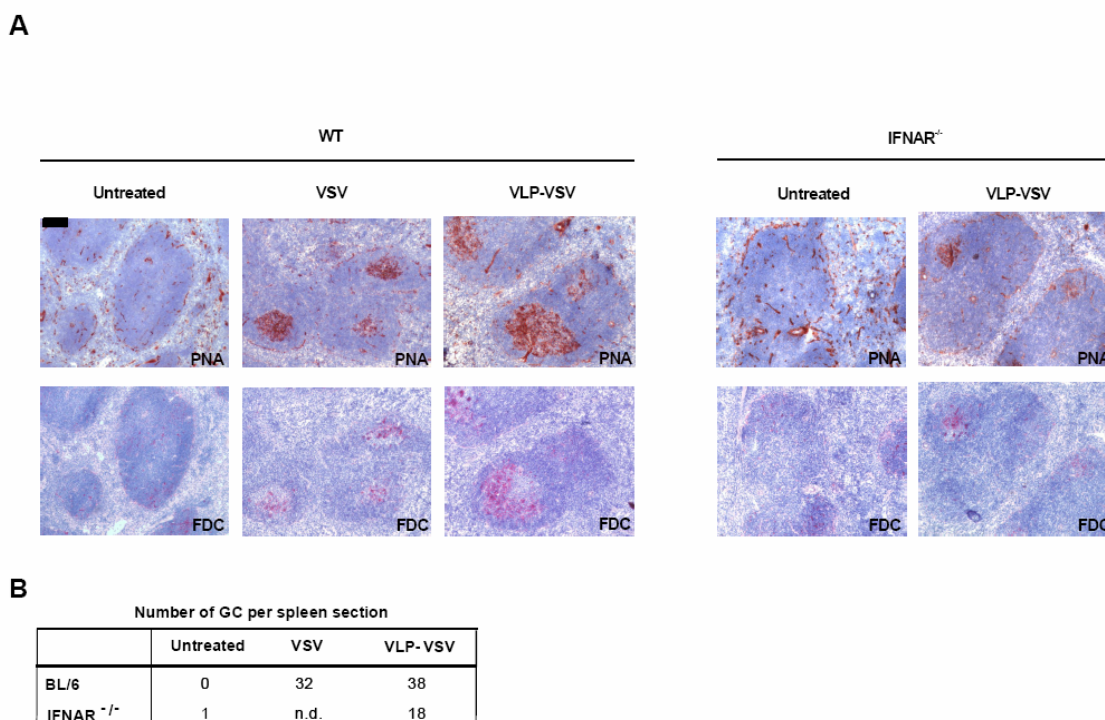 A
WT
IFNAR-/-
Untreated
VSV
VLP-VSV
Untreated
VLP-VSV
PNA
PNA
PNA
PNA
PNA
FDC
FDC
FDC
FDC
FDC
B
Number of GC per spleen section
Untreated VSV VLP- VSV
BL/6 0 32 38
IFNAR -/- 1 n.d. 18